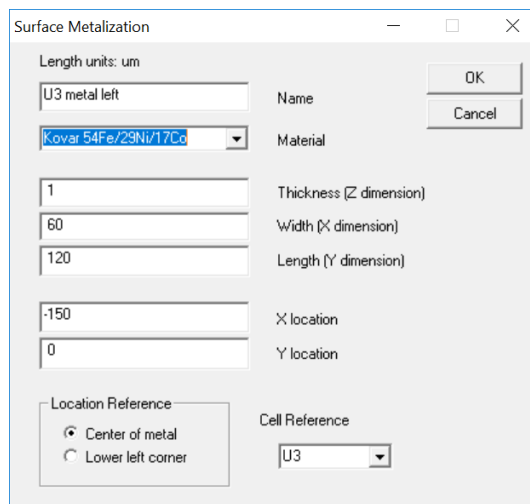 Surface Metalization
Length units: um
U3 metal left
Name
OK
Cancel
Kovar 54Fe/29Ni/17Co
Material
1
Thickness (Z dimension)
60
Width (X dimension)
120
Length (Y dimension)
-150
X location
0
Y location
Location Reference
Center of metal
Lower left corner
Cell Reference
U3